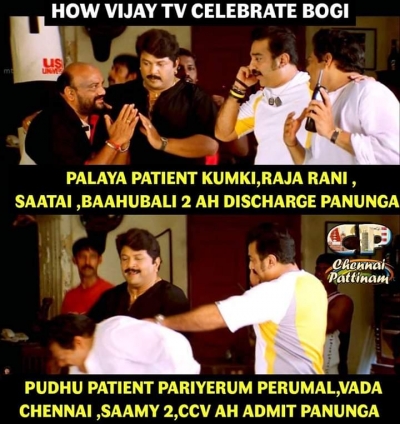 HOW VIJAY TV CELEBRATE BOGI
PALAYA PATIENT KUMKI,RAJA RANI ,
SAATAI ,BAAHUBALI 2 AH DISCHARGE PANUNGA
CP
Chennai
Pattinam
PUDHU PATIENT PARIYERUM PERUMAL,VADA
CHENNAI ,SAAMY 2,CCV AH ADMIT PANUNGA